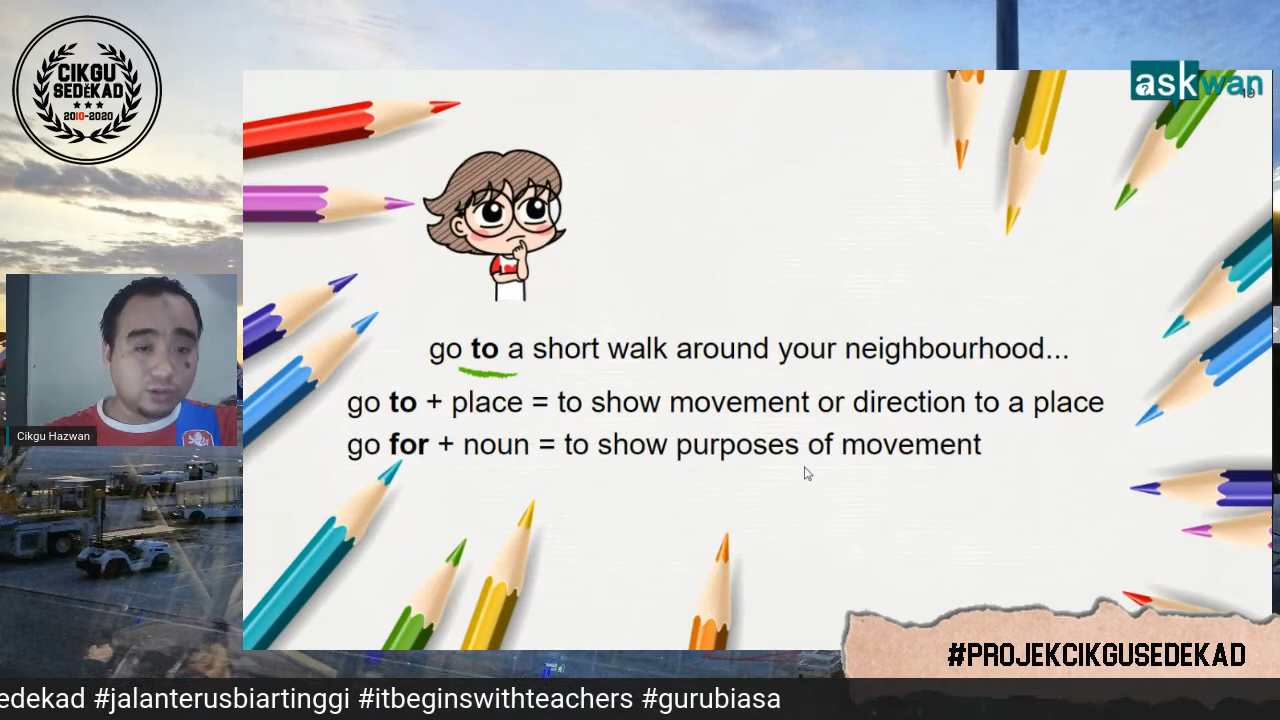 CIKGU
SEDEKAD
2010-2020
askwan
19
go to a short walk around your neighbourhood...
go to + place = to show movement or direction to a place
go for + noun = to show purposes of movement
Cikgu Hazwan
#PROJEKCIKGUSEDEKAD
edekad #jalanterusbiartinggi #itbeginswithteachers #gurubiasa